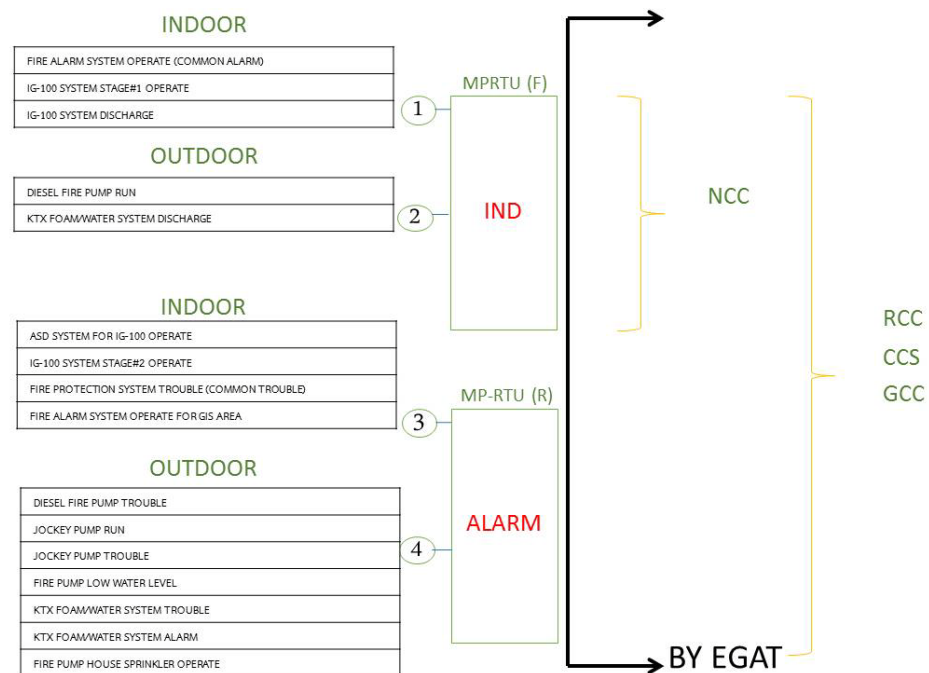 INDOOR
FIRE ALARM SYSTEM OPERATE (COMMON ALARM)
IG-100 SYSTEM STAGE#1 OPERATE
IG-100 SYSTEM DISCHARGE
1
MPRTU (F)
IND
OUTDOOR
DIESEL FIRE PUMP RUN
KTX FOAM/WATER SYSTEM DISCHARGE
2
NCC
INDOOR
ASD SYSTEM FOR IG-100 OPERATE
IG-100 SYSTEM STAGE#2 OPERATE
FIRE PROTECTION SYSTEM TROUBLE (COMMON TROUBLE)
FIRE ALARM SYSTEM OPERATE FOR GIS AREA
3
MP-RTU (R)
ALARM
RCC
CCS
GCC
OUTDOOR
DIESEL FIRE PUMP TROUBLE
JOCKEY PUMP RUN
JOCKEY PUMP TROUBLE
FIRE PUMP LOW WATER LEVEL
KTX FOAM/WATER SYSTEM TROUBLE
KTX FOAM/WATER SYSTEM ALARM
FIRE PUMP HOUSE SPRINKLER OPERATE
4
BY EGAT